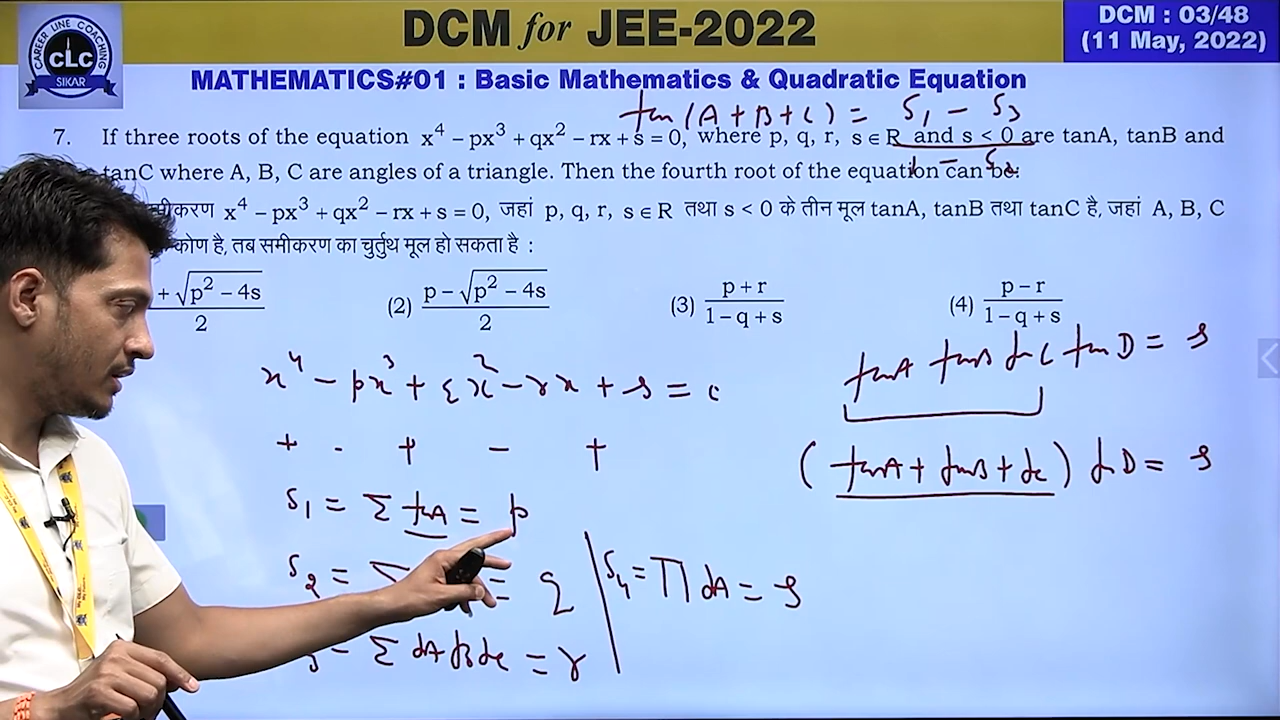 CAREER LINE COACHING
CLC
SIKAR
DCM for JEE-2022
DCM : 03/48
(11 May, 2022)
MATHEMATICS#01 : Basic Mathematics & Quadratic Equation
tan(A + B + C) = S₁ − S₃
1 − S₂
7. If three roots of the equation x⁴ − px³ + qx² − rx + s = 0, where p, q, r, s ∈ R and s < 0 are tanA, tanB and
tanC where A, B, C are angles of a triangle. Then the fourth root of the equation can be:
समीकरण x⁴ − px³ + qx² − rx + s = 0, जहां p, q, r, s ∈ R तथा s < 0 के तीन मूल tanA, tanB तथा tanC है, जहां A, B, C
कोण है, तब समीकरण का चुर्तुथ मूल हो सकता है :
+ √(p² − 4s) / 2
(2) (p − √(p² − 4s)) / 2
(3) (p + r) / (1 − q + s)
(4) (p − r) / (1 − q + s)
x⁴ − px³ + qx² − rx + s = 0
tanA tanB tanC tanD = s
+ - + - +
(tanA + tanB + tanC) tanD = s
S₁ = Σ tanA = p
S₂ = Σ = q
S₄ = Π tanA = s
₃ = Σ tanA tanB tanC = r